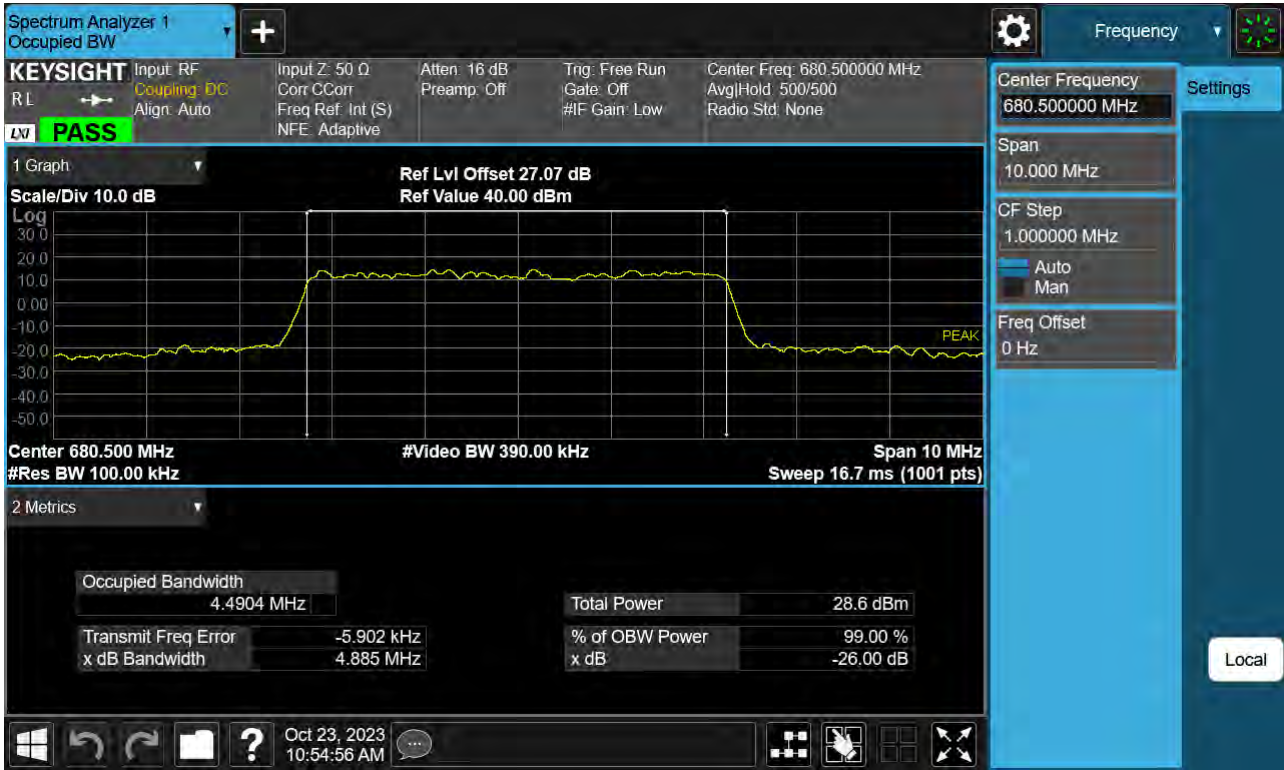 Spectrum Analyzer 1
Occupied BW
+
Frequency
KEYSIGHT
RL
LXI PASS
Input: RF
Coupling: DC
Align: Auto
Input Z: 50 Ω
Corr CCorr
Freq Ref: Int (S)
NFE: Adaptive
Atten: 16 dB
Preamp: Off
Trig: Free Run
Gate: Off
#IF Gain: Low
Center Freq: 680.500000 MHz
Avg|Hold: 500/500
Radio Std: None
Center Frequency
680.500000 MHz
Settings
Span
10.000 MHz
CF Step
1.000000 MHz
Auto
Man
Freq Offset
0 Hz
Local
1 Graph
Scale/Div 10.0 dB
Ref Lvl Offset 27.07 dB
Ref Value 40.00 dBm
Log
30.0
20.0
10.0
0.00
-10.0
-20.0
-30.0
-40.0
-50.0
PEAK
Center 680.500 MHz
#Video BW 390.00 kHz
Span 10 MHz
#Res BW 100.00 kHz
Sweep 16.7 ms (1001 pts)
2 Metrics
Occupied Bandwidth
4.4904 MHz
Total Power 28.6 dBm
Transmit Freq Error -5.902 kHz
% of OBW Power 99.00 %
x dB Bandwidth 4.885 MHz
x dB -26.00 dB
?
Oct 23, 2023
10:54:56 AM